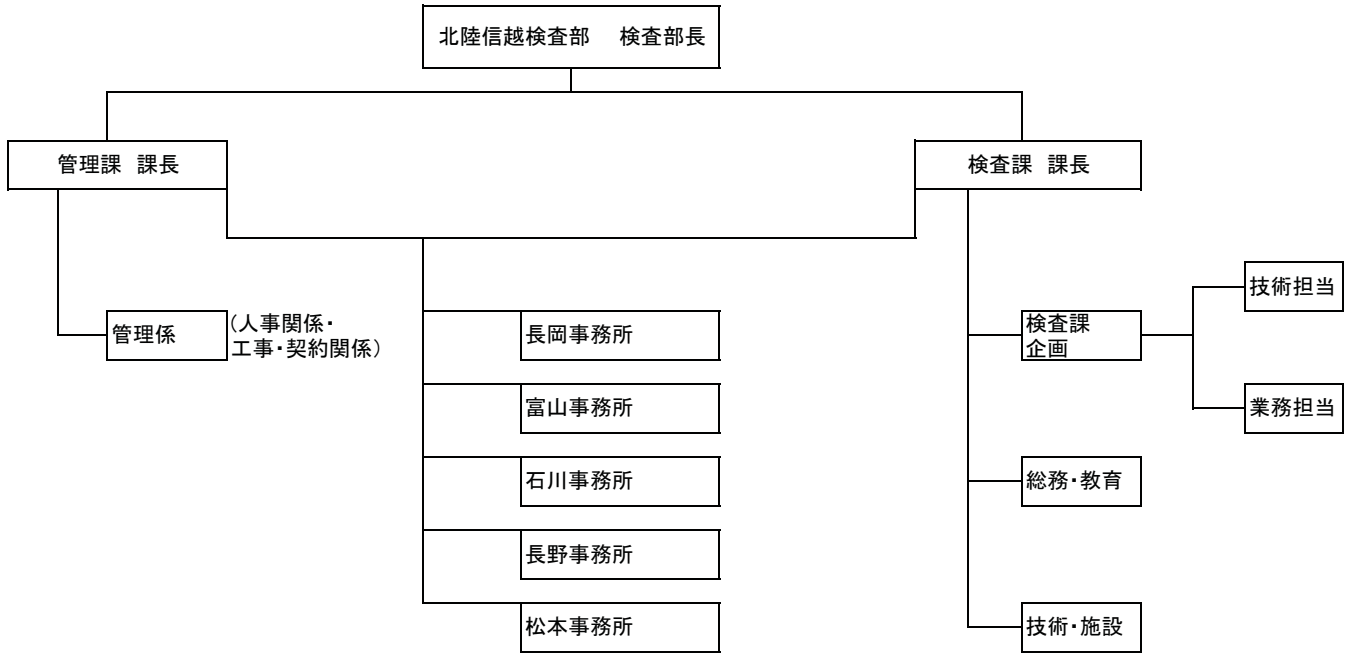 北陸信越検査部　検査部長
管理課　課長
検査課　課長
管理係
(人事関係・
工事・契約関係)
長岡事務所
富山事務所
石川事務所
長野事務所
松本事務所
検査課
企画
技術担当
業務担当
総務・教育
技術・施設